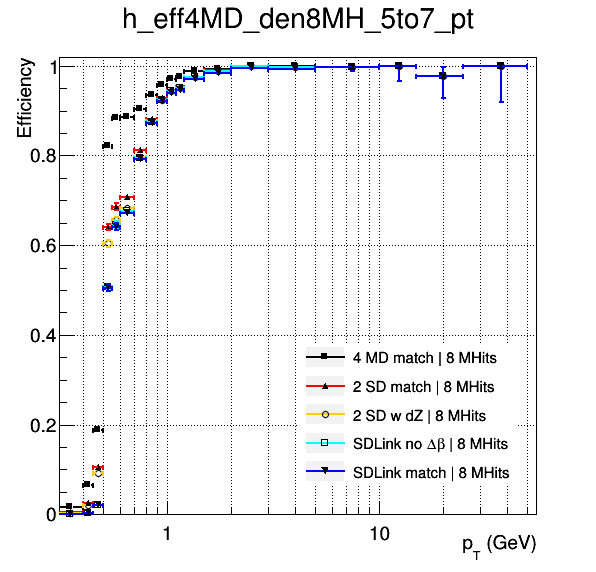 h_eff4MD_den8MH_5to7_pt
Efficiency
1
0.8
0.6
0.4
0.2
0
4 MD match | 8 MHits
2 SD match | 8 MHits
2 SD w dZ | 8 MHits
SDLink no Δβ | 8 MHits
SDLink match | 8 MHits
1 10
p_T (GeV)